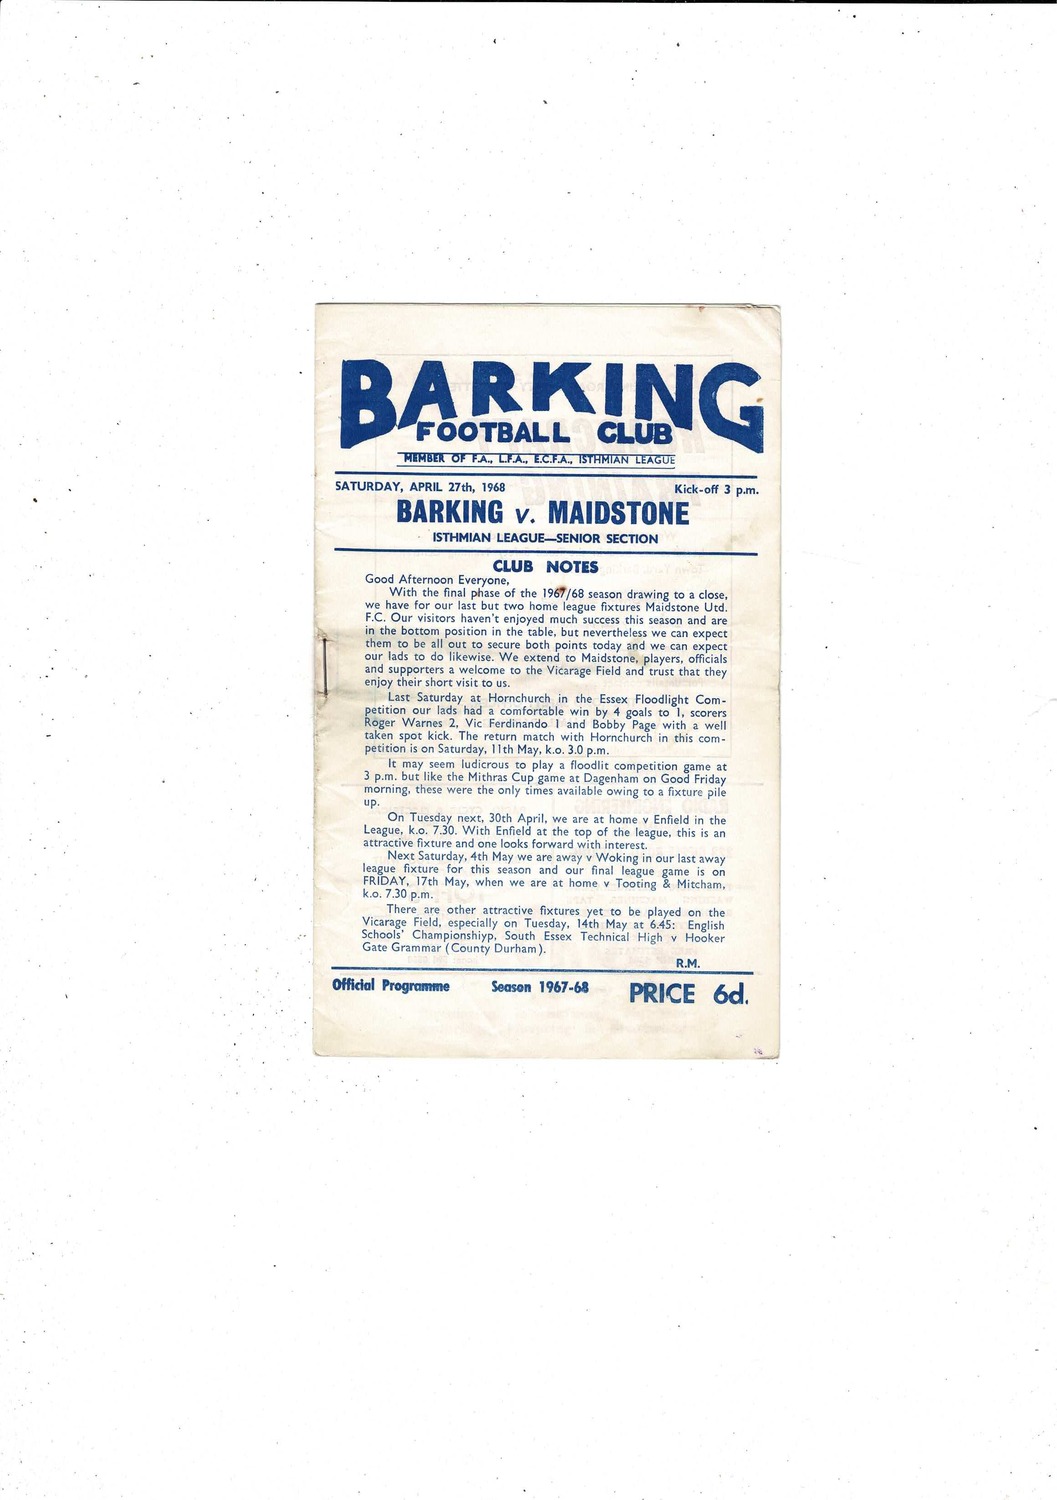 BARKING
FOOTBALL CLUB
MEMBER OF F.A., L.F.A., E.C.F.A., ISTHMIAN LEAGUE
SATURDAY, APRIL 27th, 1968 Kick-off 3 p.m.
BARKING v. MAIDSTONE
ISTHMIAN LEAGUE—SENIOR SECTION
CLUB NOTES
Good Afternoon Everyone,
With the final phase of the 1967/68 season drawing to a close,
we have for our last but two home league fixtures Maidstone Utd.
F.C. Our visitors haven't enjoyed much success this season and are
in the bottom position in the table, but nevertheless we can expect
them to be all out to secure both points today and we can expect
our lads to do likewise. We extend to Maidstone, players, officials
and supporters a welcome to the Vicarage Field and trust that they
enjoy their short visit to us.
Last Saturday at Hornchurch in the Essex Floodlight Com-
petition our lads had a comfortable win by 4 goals to 1, scorers
Roger Warnes 2, Vic Ferdinando 1 and Bobby Page with a well
taken spot kick. The return match with Hornchurch in this com-
petition is on Saturday, 11th May, k.o. 3.0 p.m.
It may seem ludicrous to play a floodlit competition game at
3 p.m. but like the Mithras Cup game at Dagenham on Good Friday
morning, these were the only times available owing to a fixture pile
up.
On Tuesday next, 30th April, we are at home v Enfield in the
League, k.o. 7.30. With Enfield at the top of the league, this is an
attractive fixture and one looks forward with interest.
Next Saturday, 4th May we are away v Woking in our last away
league fixture for this season and our final league game is on
FRIDAY, 17th May, when we are at home v Tooting & Mitcham,
k.o. 7.30 p.m.
There are other attractive fixtures yet to be played on the
Vicarage Field, especially on Tuesday, 14th May at 6.45: English
Schools' Championshiyp, South Essex Technical High v Hooker
Gate Grammar (County Durham).
R.M.
Official Programme Season 1967-68 PRICE 6d.